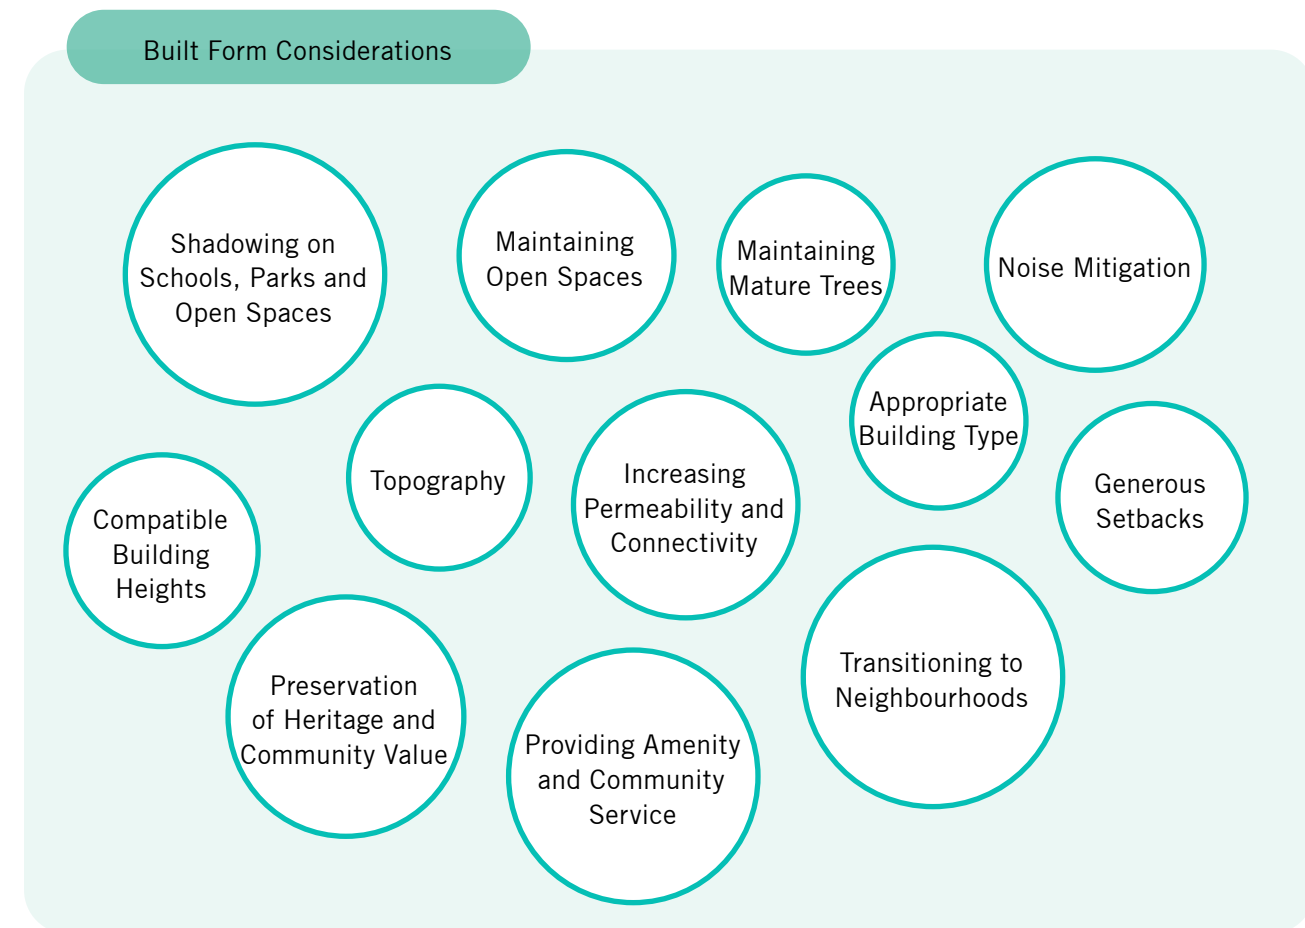 Built Form Considerations
Shadowing on
Schools, Parks and
Open Spaces
Maintaining
Open Spaces
Maintaining
Mature Trees
Noise Mitigation
Appropriate
Building Type
Generous
Setbacks
Topography
Increasing
Permeability and
Connectivity
Compatible
Building
Heights
Preservation
of Heritage and
Community Value
Providing Amenity
and Community
Service
Transitioning to
Neighbourhoods